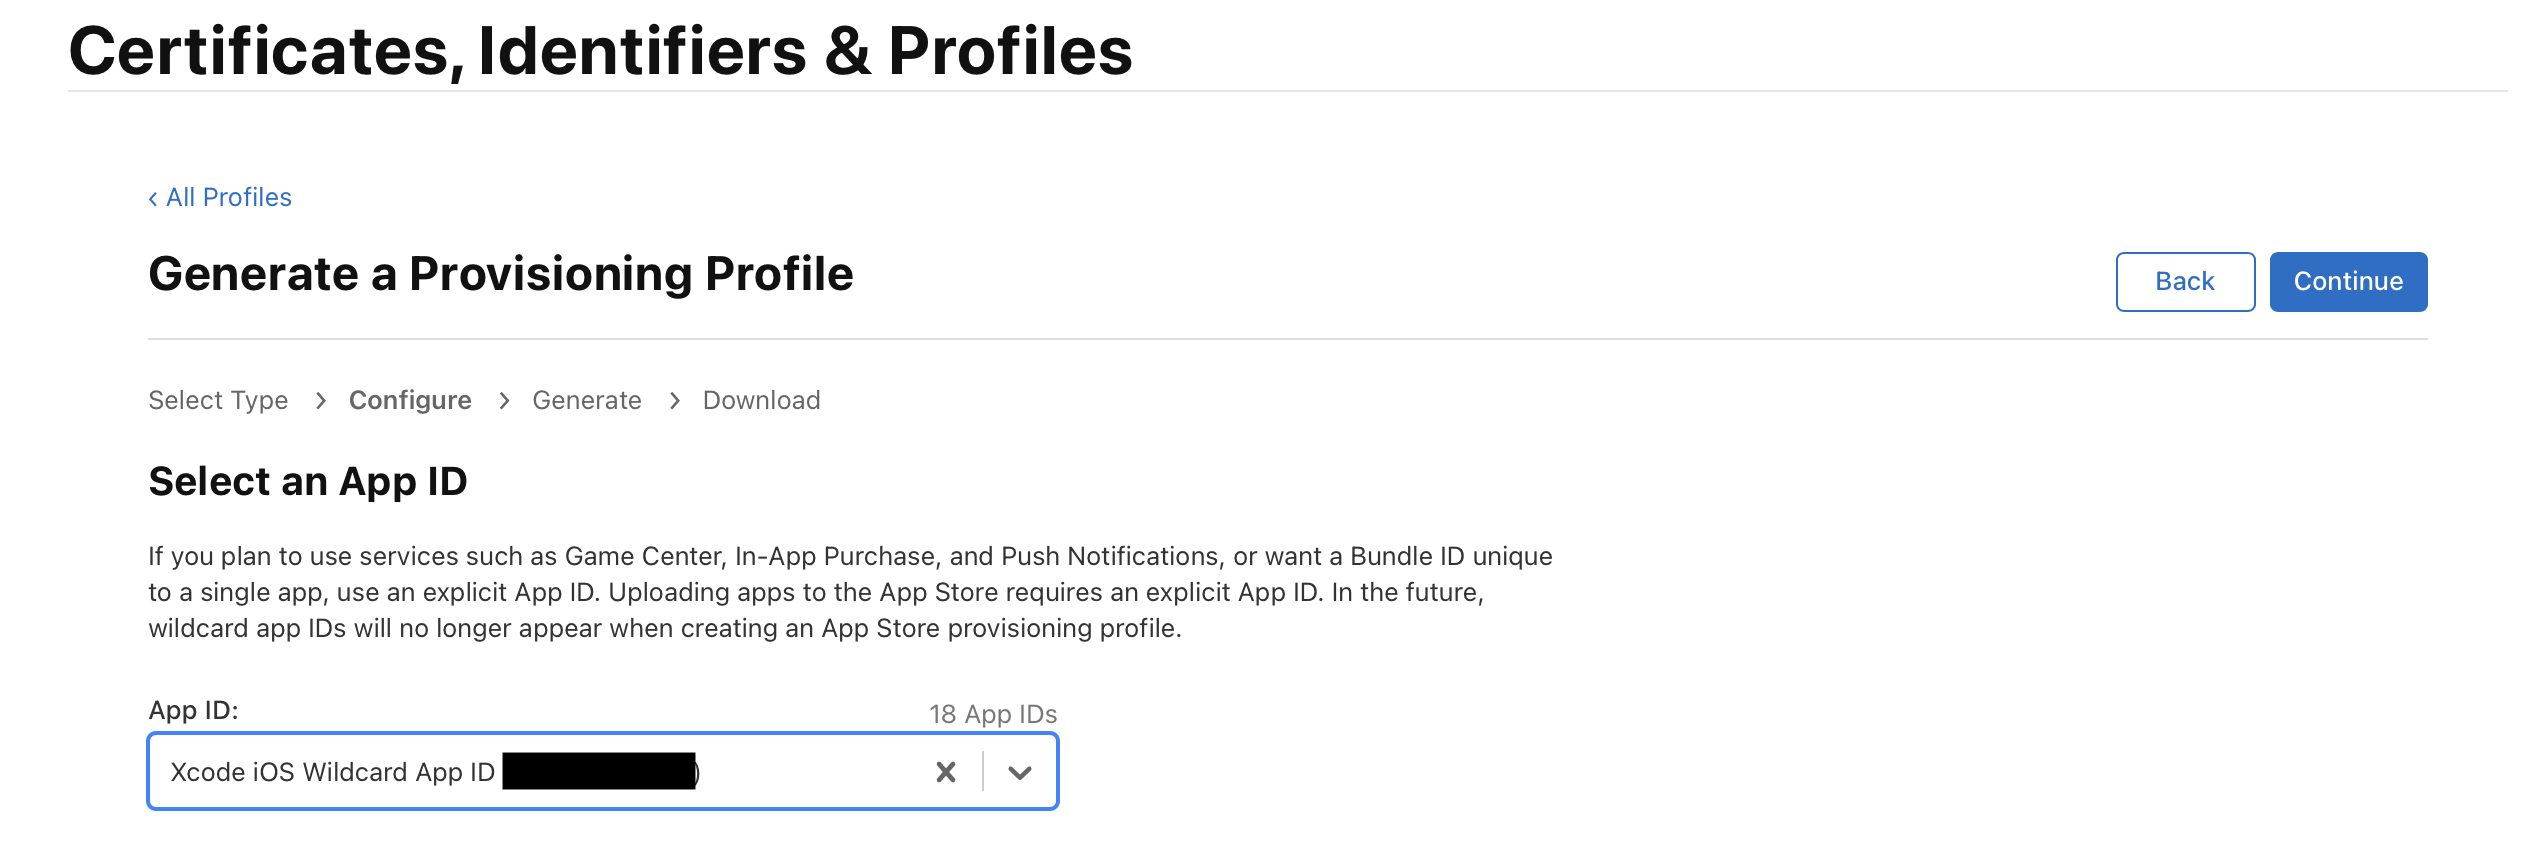 Certificates, Identifiers & Profiles
‹ All Profiles
Generate a Provisioning Profile
Back
Continue
Select Type > Configure > Generate > Download
Select an App ID
If you plan to use services such as Game Center, In-App Purchase, and Push Notifications, or want a Bundle ID unique
to a single app, use an explicit App ID. Uploading apps to the App Store requires an explicit App ID. In the future,
wildcard app IDs will no longer appear when creating an App Store provisioning profile.
App ID:
18 App IDs
Xcode iOS Wildcard App ID )